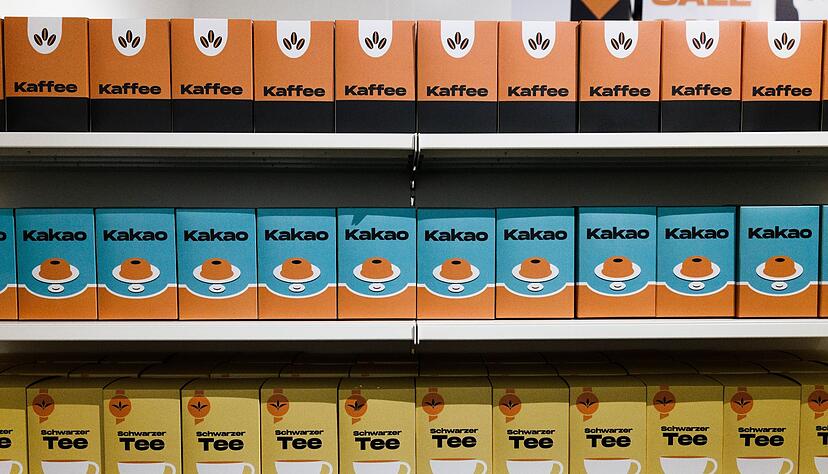 SALE
Kaffee Kaffee Kaffee Kaffee Kaffee Kaffee Kaffee Kaffee Kaffee Kaffee
Kakao Kakao Kakao Kakao Kakao Kakao Kakao Kakao Kakao Kakao
Schwarzer Schwarzer Schwarzer Schwarzer Schwarzer Schwarzer Schwarzer Schwarzer Schwarzer Schwarzer
Tee Tee Tee Tee Tee Tee Tee Tee Tee Tee